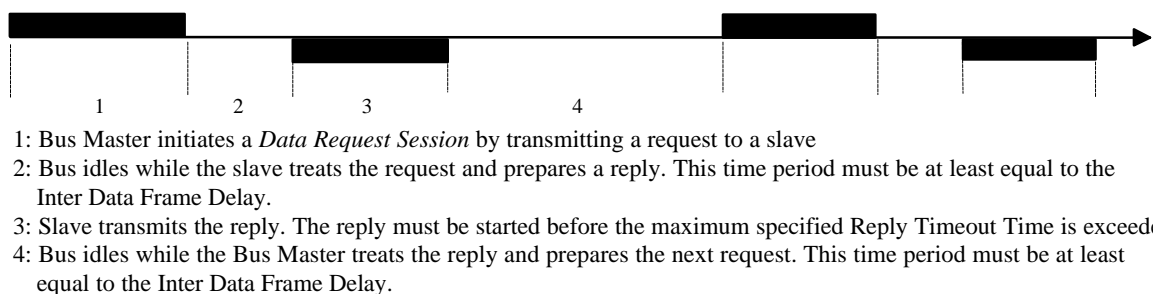 1 2 3 4
1: Bus Master initiates a Data Request Session by transmitting a request to a slave
2: Bus idles while the slave treats the request and prepares a reply. This time period must be at least equal to the
Inter Data Frame Delay.
3: Slave transmits the reply. The reply must be started before the maximum specified Reply Timeout Time is exceede
4: Bus idles while the Bus Master treats the reply and prepares the next request. This time period must be at least
equal to the Inter Data Frame Delay.